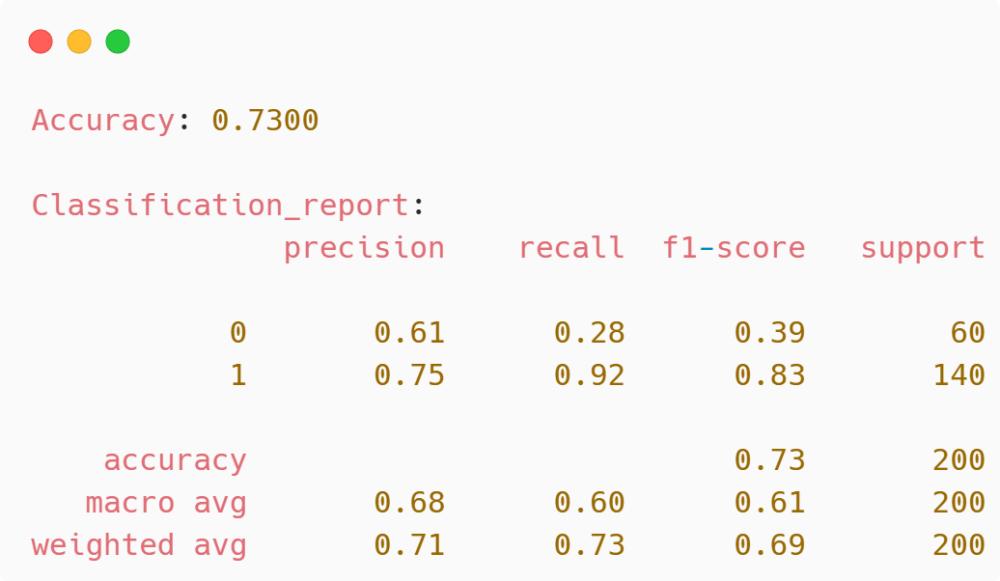 Accuracy: 0.7300
Classification_report:
precision recall f1-score support
0 0.61 0.28 0.39 60
1 0.75 0.92 0.83 140
accuracy 0.73 200
macro avg 0.68 0.60 0.61 200
weighted avg 0.71 0.73 0.69 200